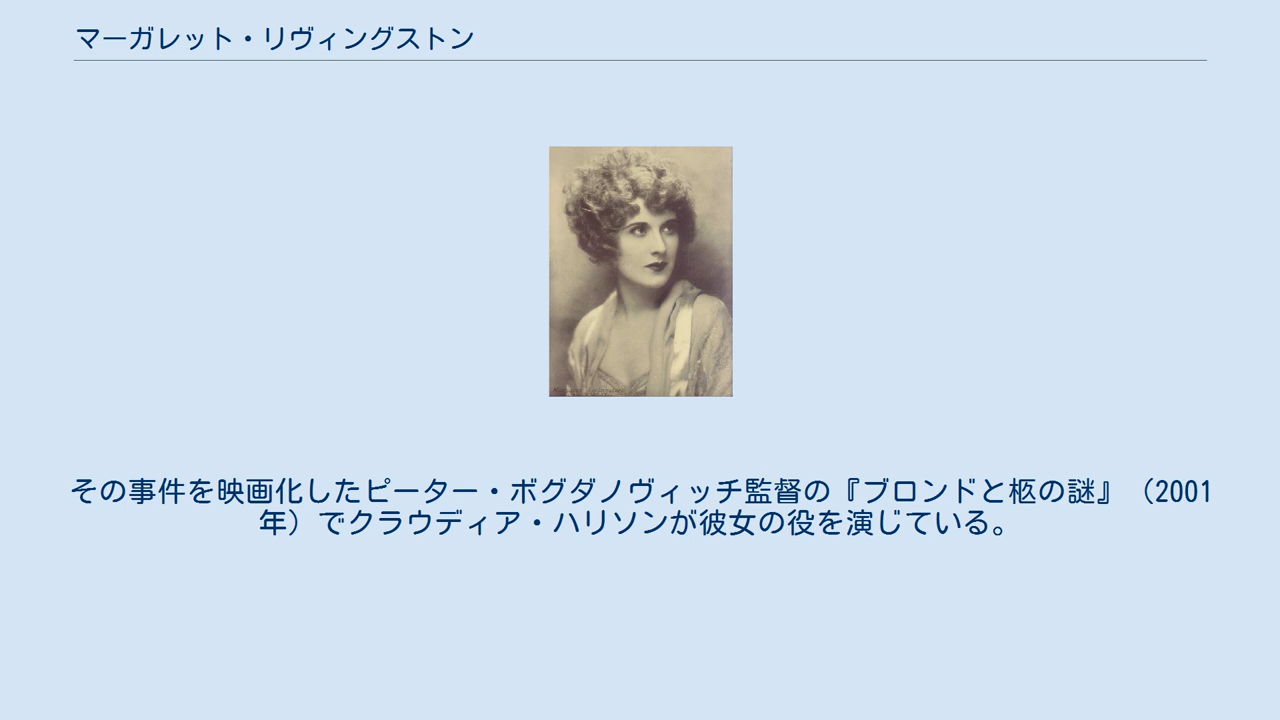 マーガレット・リヴィングストン
その事件を映画化したピーター・ボグダノヴィッチ監督の『ブロンドと柩の謎』（2001
年）でクラウディア・ハリソンが彼女の役を演じている。